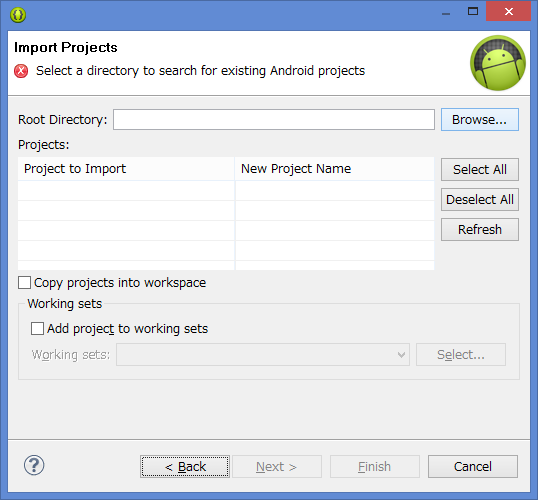 Import Projects
Select a directory to search for existing Android projects
Root Directory: Browse...
Projects:
Project to Import New Project Name Select All
Deselect All
Refresh
Copy projects into workspace
Working sets
Add project to working sets
Working sets: Select...
? < Back Next > Finish Cancel